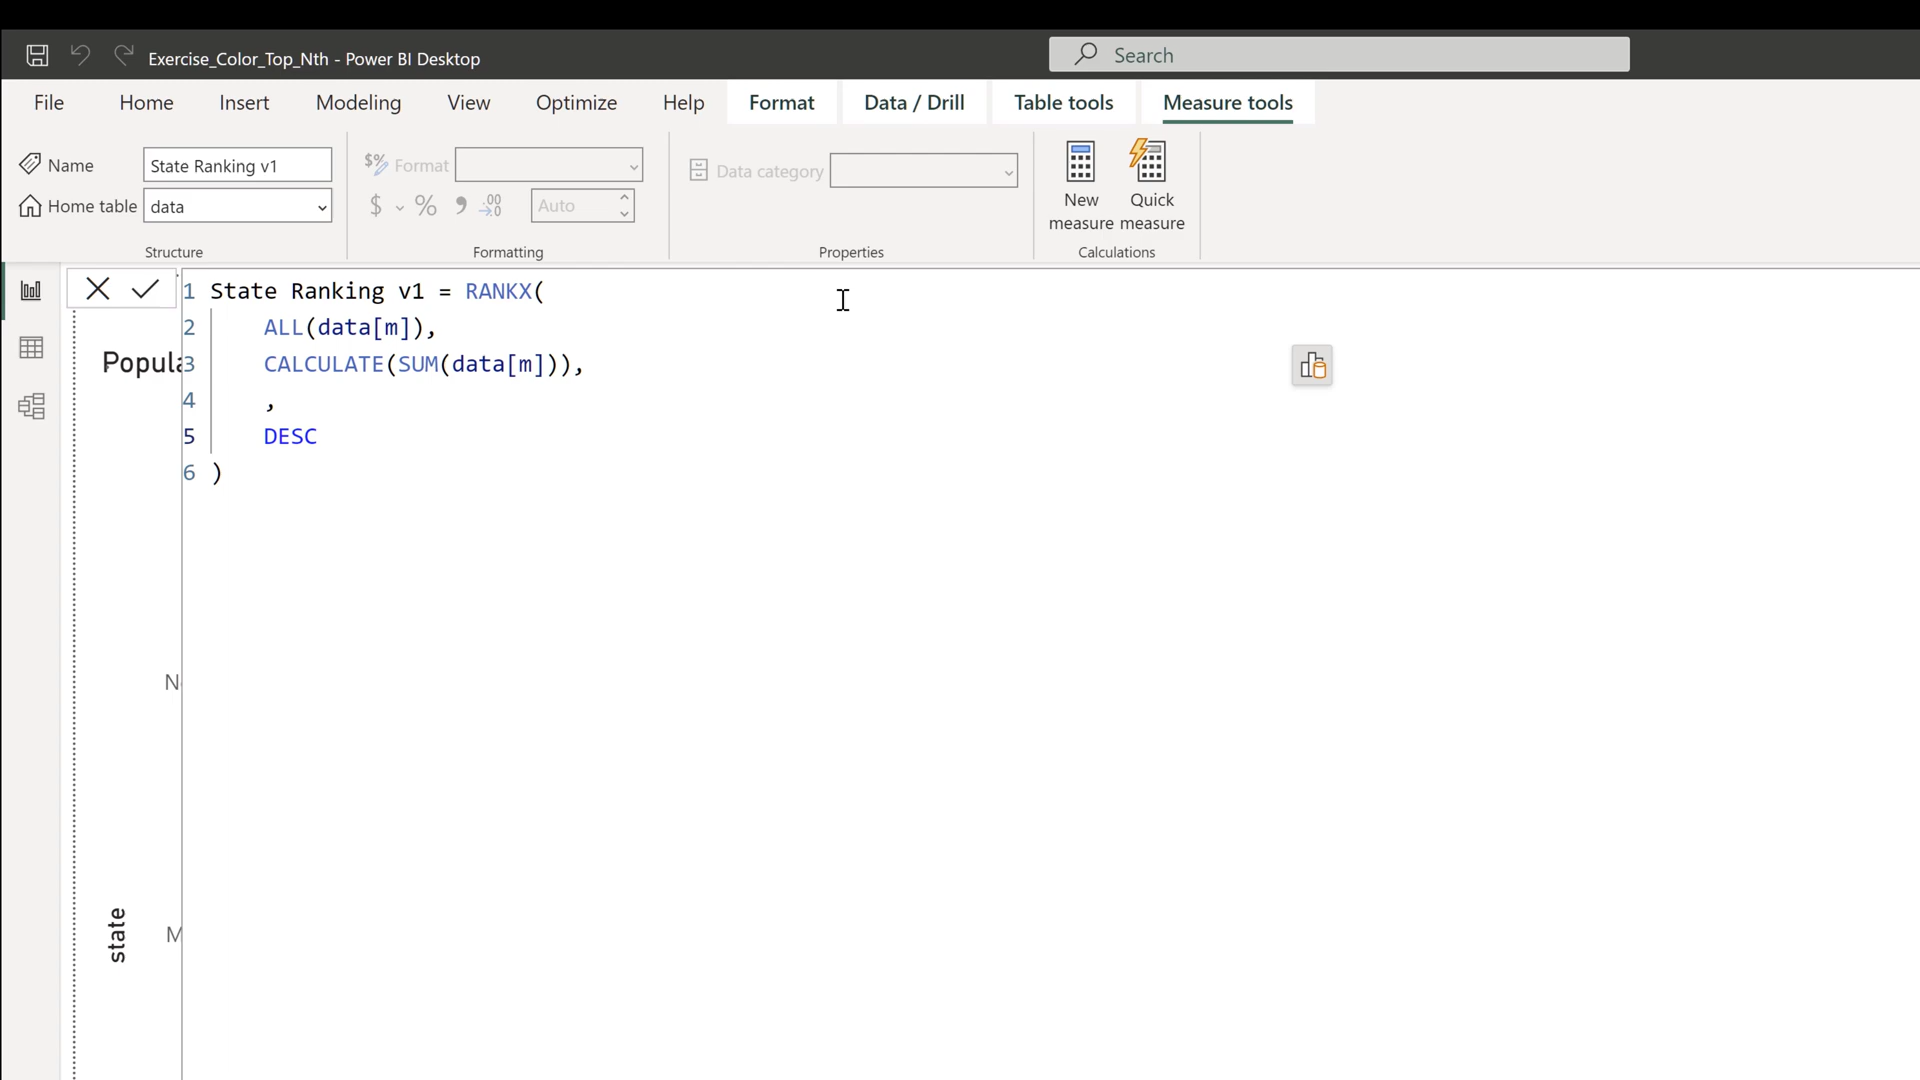 Exercise_Color_Top_Nth - Power BI Desktop
Search
File Home Insert Modeling View Optimize Help Format Data / Drill Table tools Measure tools
Name State Ranking v1
Home table data
Structure
$% Format
$ % , .00 Auto
Formatting
Data category
Properties
New measure
Quick measure
Calculations
1 State Ranking v1 = RANKX(
2 ALL(data[m]),
3 CALCULATE(SUM(data[m])),
4 ,
5 DESC
6 )
Popula
N
state
M